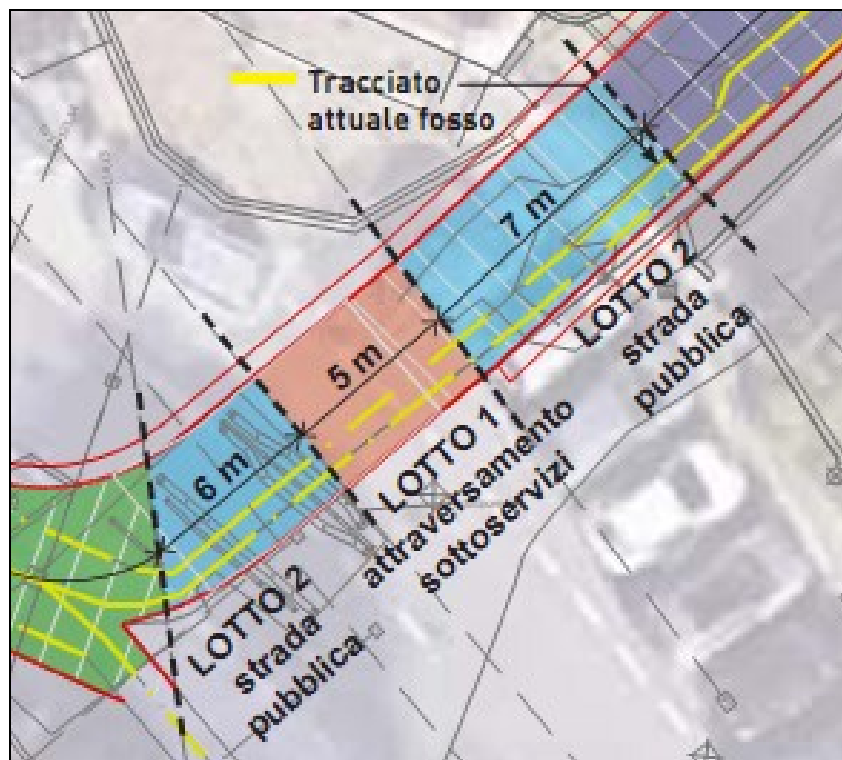 Tracciato
attuale fosso
7 m
5 m
6 m
LOTTO 2
strada
pubblica
LOTTO 1
attraversamento
sottoservizi
LOTTO 2
strada
pubblica